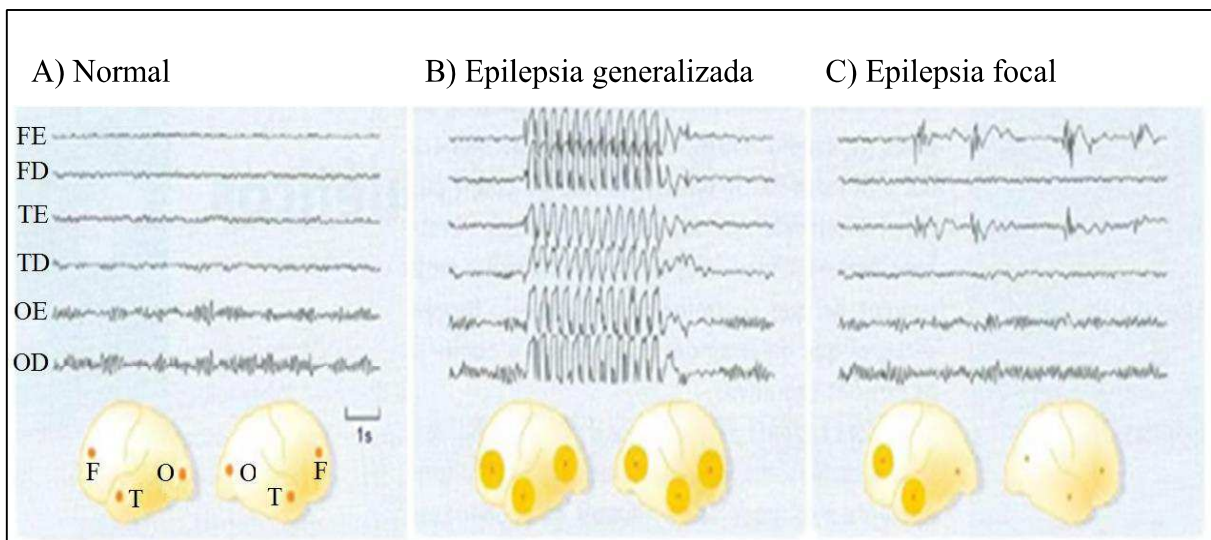 A) Normal
B) Epilepsia generalizada
C) Epilepsia focal
FE
FD
TE
TD
OE
OD
1s
F
O
T
O
F
T